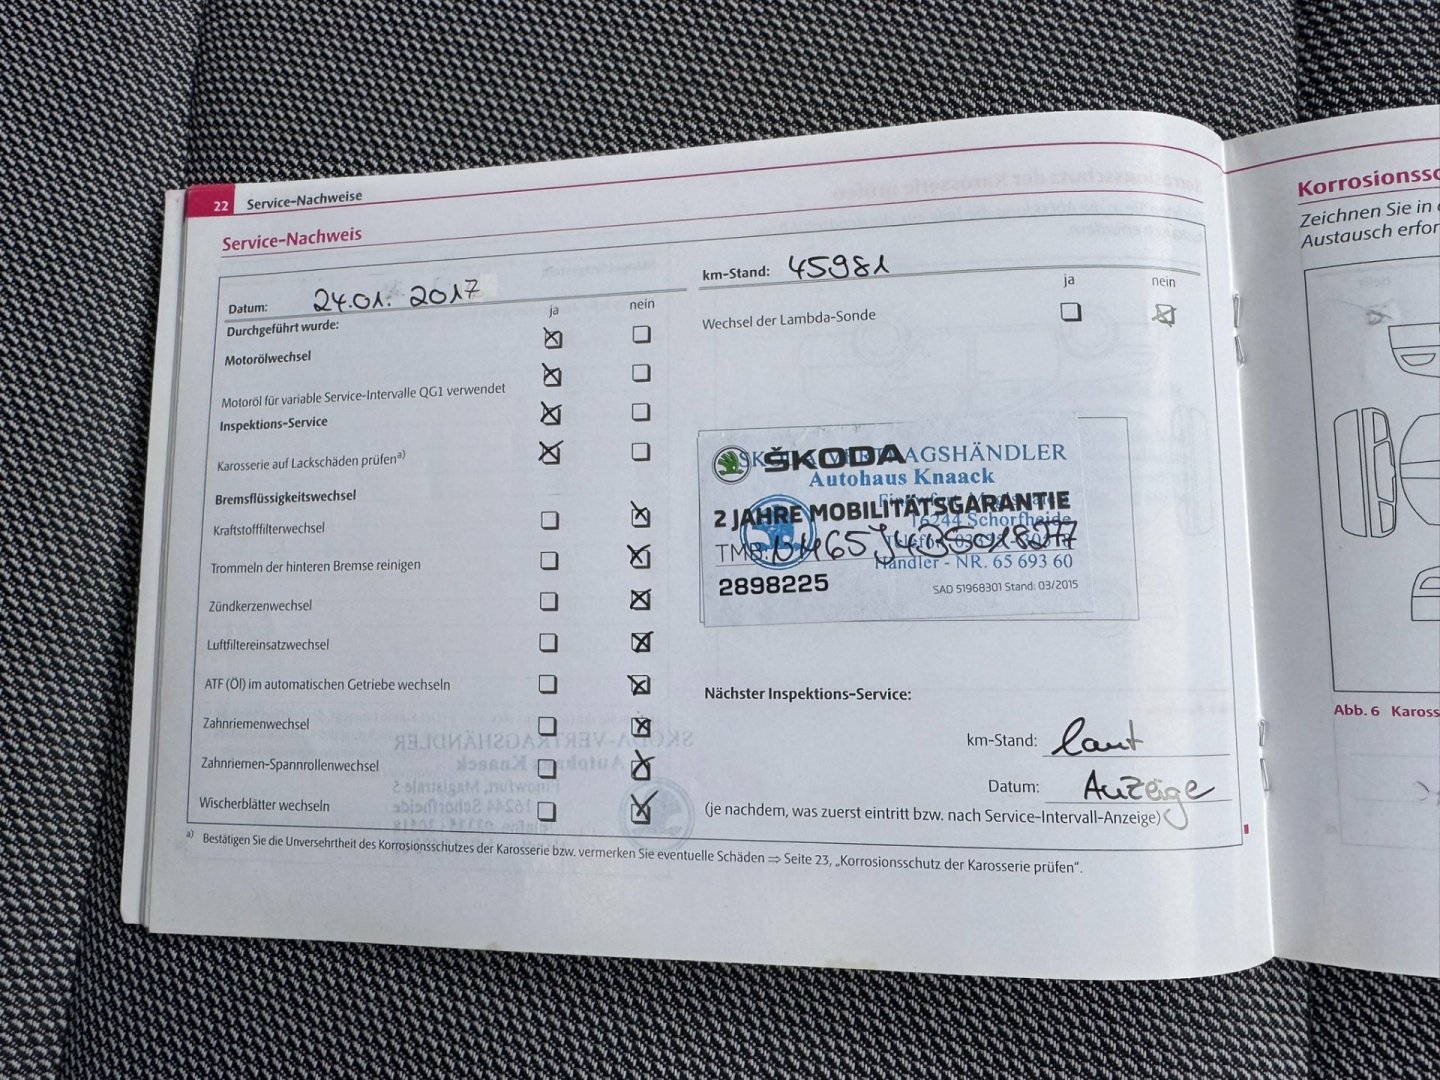 22 Service-Nachweise
Service-Nachweis
Datum: 24.01. 2017
ja nein
Durchgeführt wurde:
Motorölwechsel
Motoröl für variable Service-Intervalle QG1 verwendet
Inspektions-Service
Karosserie auf Lackschäden prüfen a)
Bremsflüssigkeitswechsel
Kraftstofffilterwechsel
Trommeln der hinteren Bremse reinigen
Zündkerzenwechsel
Luftfiltereinsatzwechsel
ATF (Öl) im automatischen Getriebe wechseln
Zahnriemenwechsel
Zahnriemen-Spannrollenwechsel
Wischerblätter wechseln
km-Stand: 45981
ja nein
Wechsel der Lambda-Sonde
ŠKODA
Autohaus Knaack
2 JAHRE MOBILITÄTSGARANTIE
16244 Schorfheide
TMB
Händler - NR. 65 693 60
2898225
SAD 51968301 Stand: 03/2015
Nächster Inspektions-Service:
km-Stand: laut
Datum: Anzeige
(je nachdem, was zuerst eintritt bzw. nach Service-Intervall-Anzeige)
a) Bestätigen Sie die Unversehrtheit des Korrosionsschutzes der Karosserie bzw. vermerken Sie eventuelle Schäden ⇒ Seite 23, „Korrosionsschutz der Karosserie prüfen“.
Zeichnen Sie in
Abb. 6